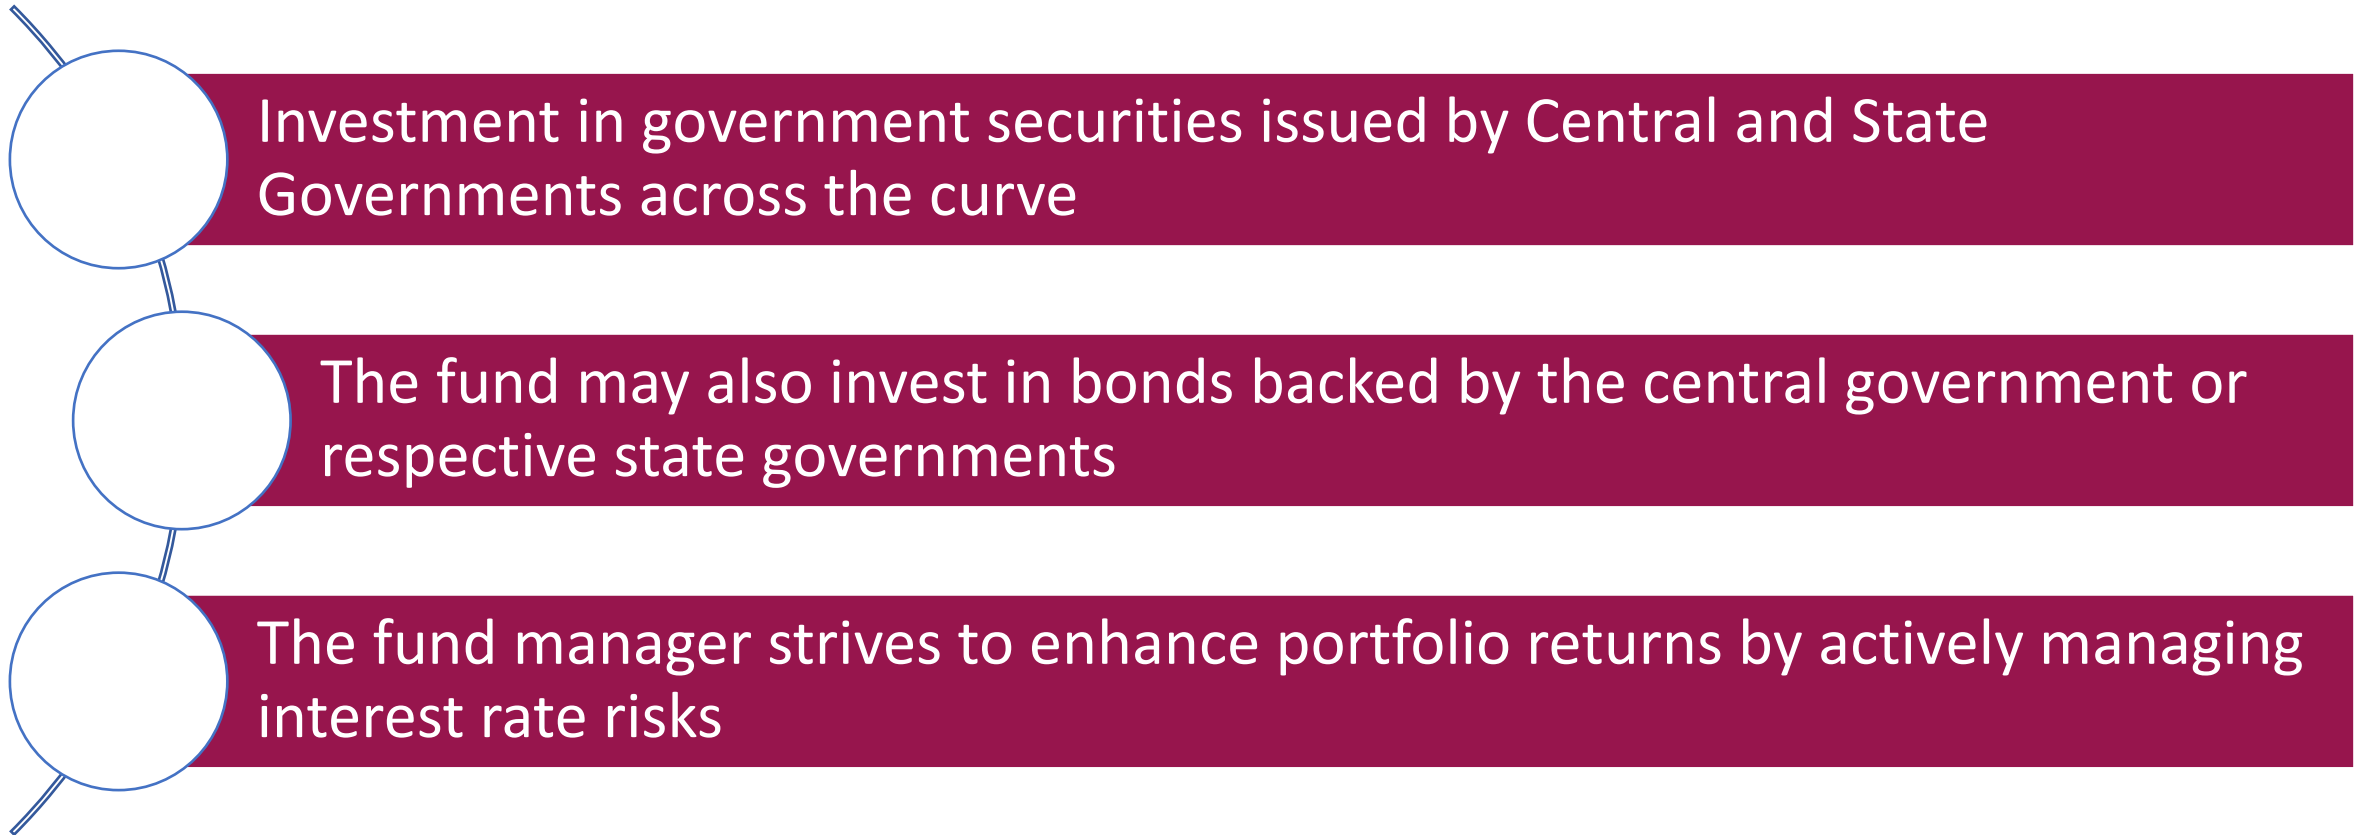 Investment in government securities issued by Central and State
Governments across the curve
The fund may also invest in bonds backed by the central government or
respective state governments
The fund manager strives to enhance portfolio returns by actively managing
interest rate risks